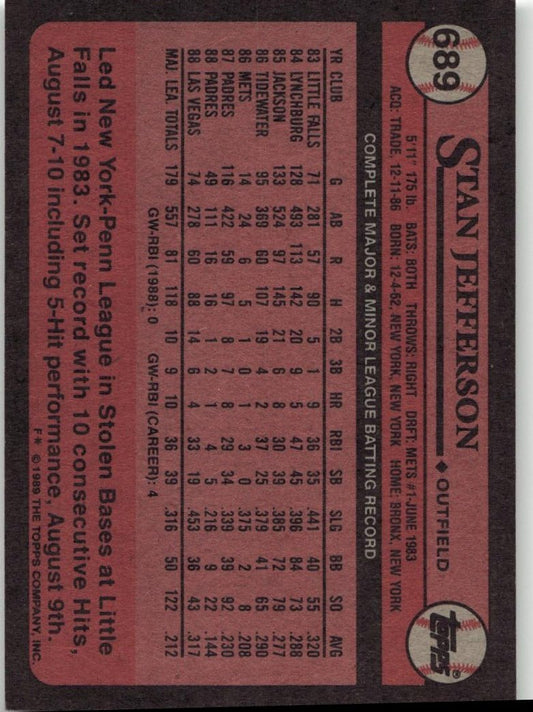 689
STAN JEFFERSON ◆ OUTFIELD
topps
5'11" 175 lb. BATS: BOTH THROWS: RIGHT DRFT: METS #1-JUNE 1983
ACQ. TRADE, 12-11-86 BORN: 12-4-62, NEW YORK, NEW YORK HOME: BRONX, NEW YORK
COMPLETE MAJOR & MINOR LEAGUE BATTING RECORD
YR CLUB G AB R H 2B 3B HR RBI SB SLG BB SO AVG
83 LITTLE FALLS 71 281 57 90 5 1 9 36 35 .441 40 55 .320
84 LYNCHBURG 128 493 113 142 20 9 5 47 45 .396 84 73 .288
85 JACKSON 133 524 97 145 21 6 8 30 39 .385 72 79 .277
86 TIDEWATER 95 369 60 107 19 4 2 37 25 .379 41 65 .290
86 METS 14 24 6 5 1 0 1 3 0 .375 2 8 .208
87 PADRES 116 422 59 97 8 7 8 29 34 .339 39 92 .230
88 PADRES 49 111 16 16 1 2 1 4 5 .216 9 22 .144
88 LAS VEGAS 74 278 60 88 14 6 4 33 19 .453 36 43 .317
MAJ. LEA. TOTALS 179 557 81 118 10 9 10 36 39 .316 50 122 .212
GW-RBI (1988): 0 GW-RBI (CAREER): 4
Led New York-Penn League in Stolen Bases at Little
Falls in 1983. Set record with 10 consecutive Hits,
August 7-10 including 5-Hit performance, August 9th.
F* ©1989 THE TOPPS COMPANY, INC.